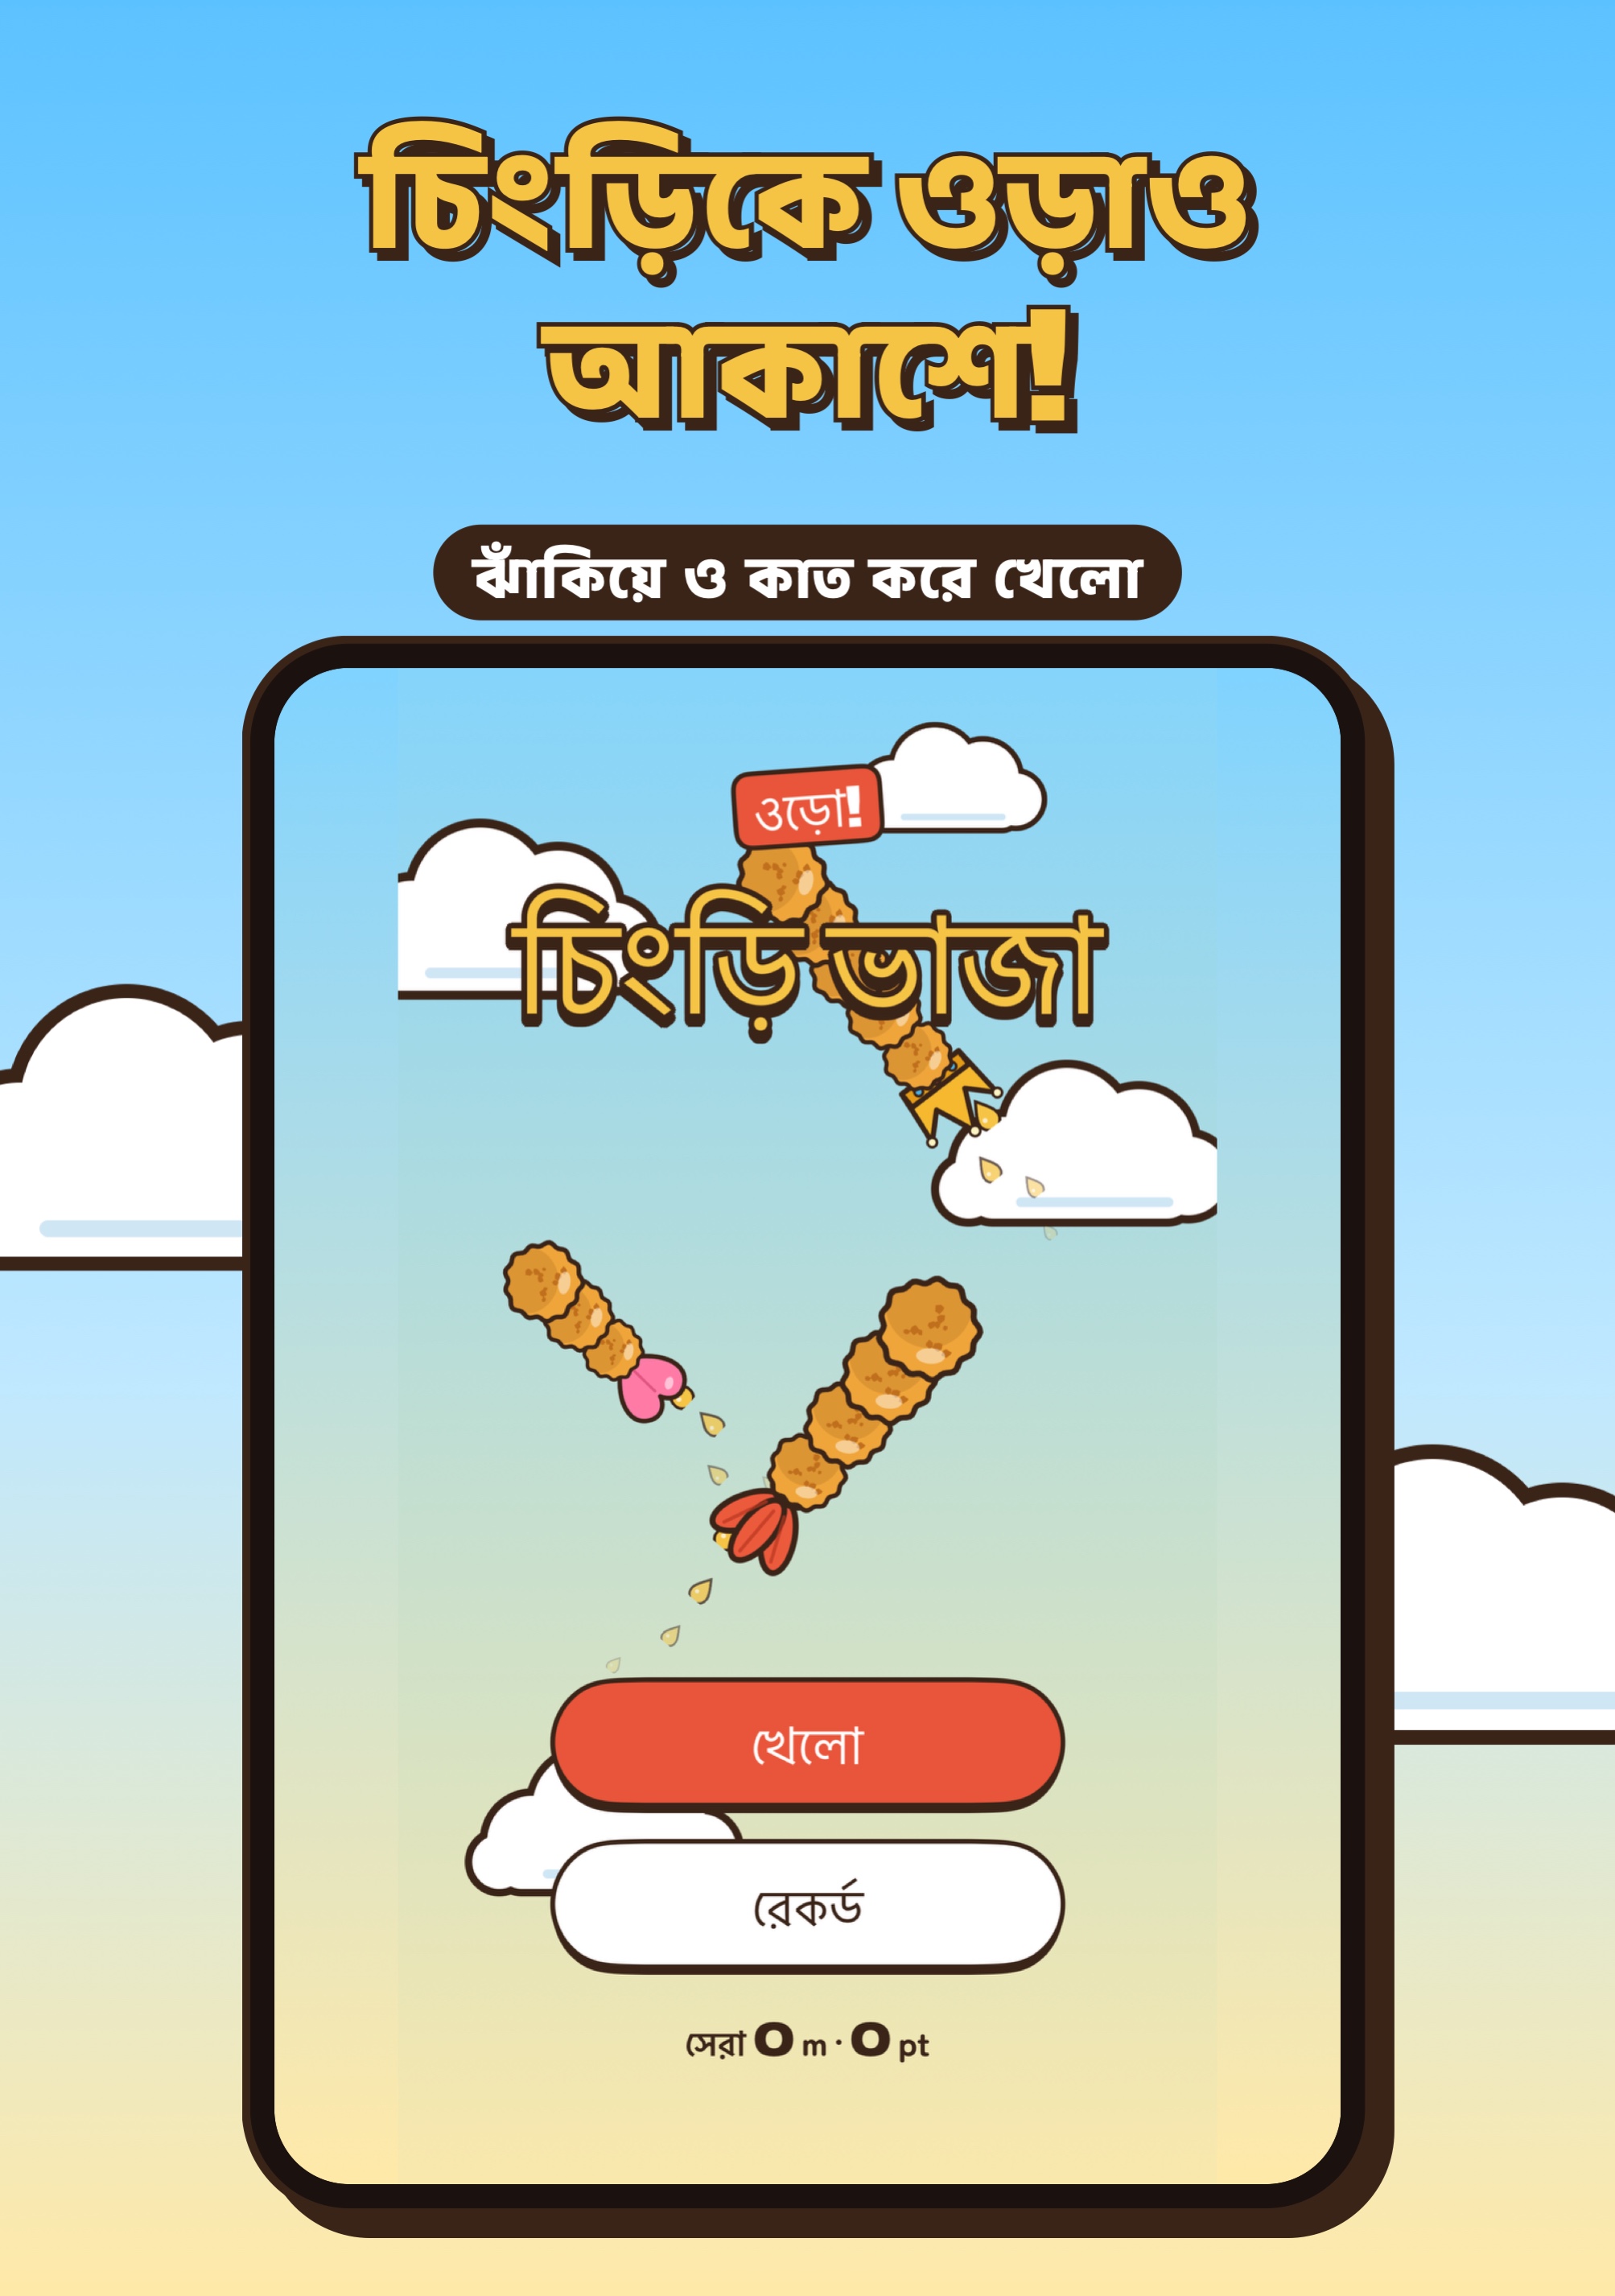 চিংড়িকে ওড়াও
আকাশে!
ঝাঁকিয়ে ও কাত করে খেলো
ওড়ো!
চিংড়ি ভাজা
খেলো
রেকর্ড
সেরা 0 m · 0 pt